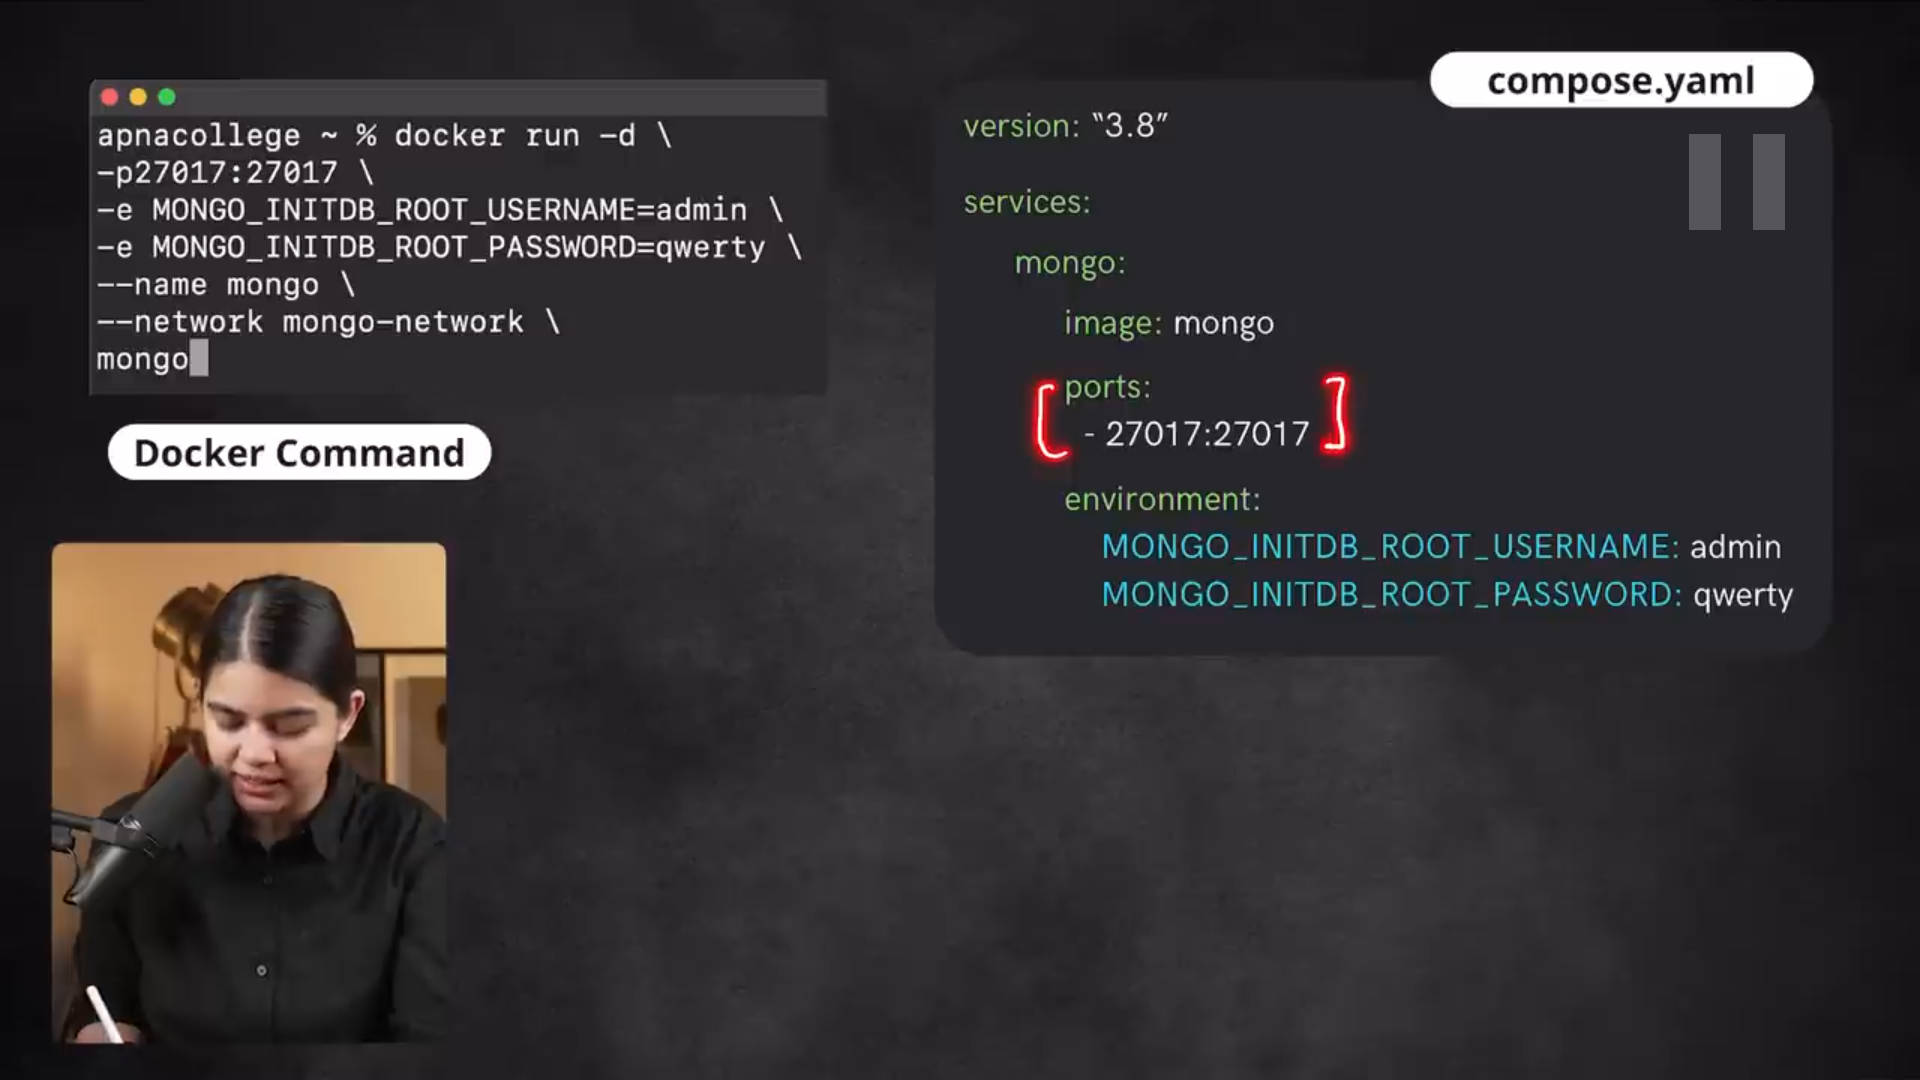 apnacollege ~ % docker run -d \
-p27017:27017 \
-e MONGO_INITDB_ROOT_USERNAME=admin \
-e MONGO_INITDB_ROOT_PASSWORD=qwerty \
--name mongo \
--network mongo-network \
mongo
Docker Command
compose.yaml
version: “3.8”
services:
mongo:
image: mongo
ports:
- 27017:27017
environment:
MONGO_INITDB_ROOT_USERNAME: admin
MONGO_INITDB_ROOT_PASSWORD: qwerty